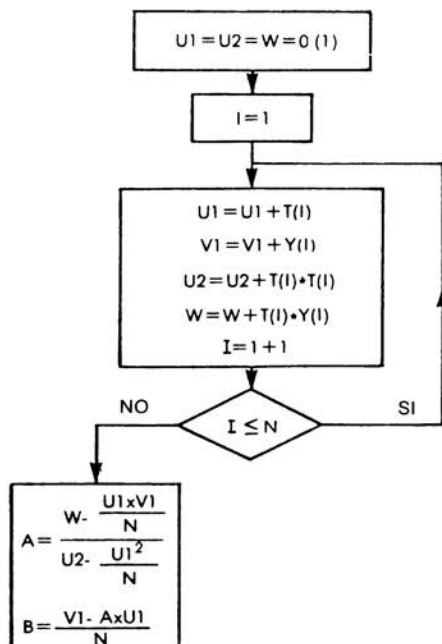 U1=U2=W=0 (1)
I=1
U1=U1+T(I)
V1=V1+Y(I)
U2=U2+T(I)*T(I)
W=W+T(I)*Y(I)
I=1+1
I ≤ N
NO
SI
A= W- U1xV1/N
U2- U1²/N
B= V1- AxU1
N